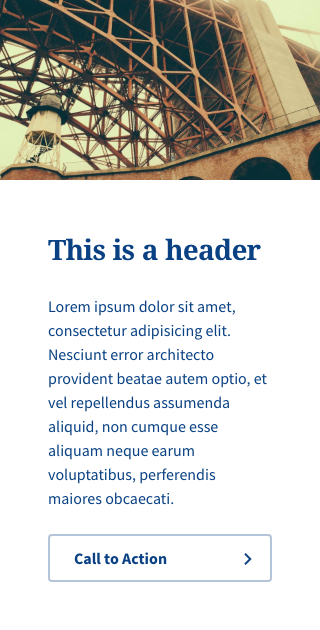 This is a header
Lorem ipsum dolor sit amet,
consectetur adipisicing elit.
Nesciunt error architecto
provident beatae autem optio, et
vel repellendus assumenda
aliquid, non cumque esse
aliquam neque earum
voluptatibus, perferendis
maiores obcaecati.
Call to Action